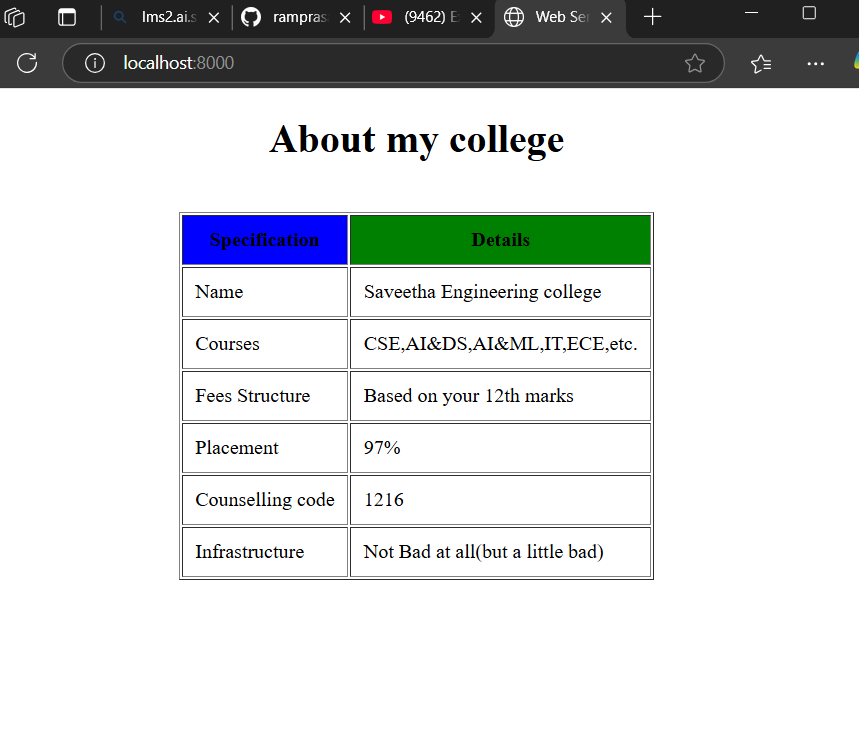 lms2.ai.s
rampras
(9462) E
Web Ser
localhost:8000
About my college
Specification Details
Name Saveetha Engineering college
Courses CSE,AI&DS,AI&ML,IT,ECE,etc.
Fees Structure Based on your 12th marks
Placement 97%
Counselling code 1216
Infrastructure Not Bad at all(but a little bad)